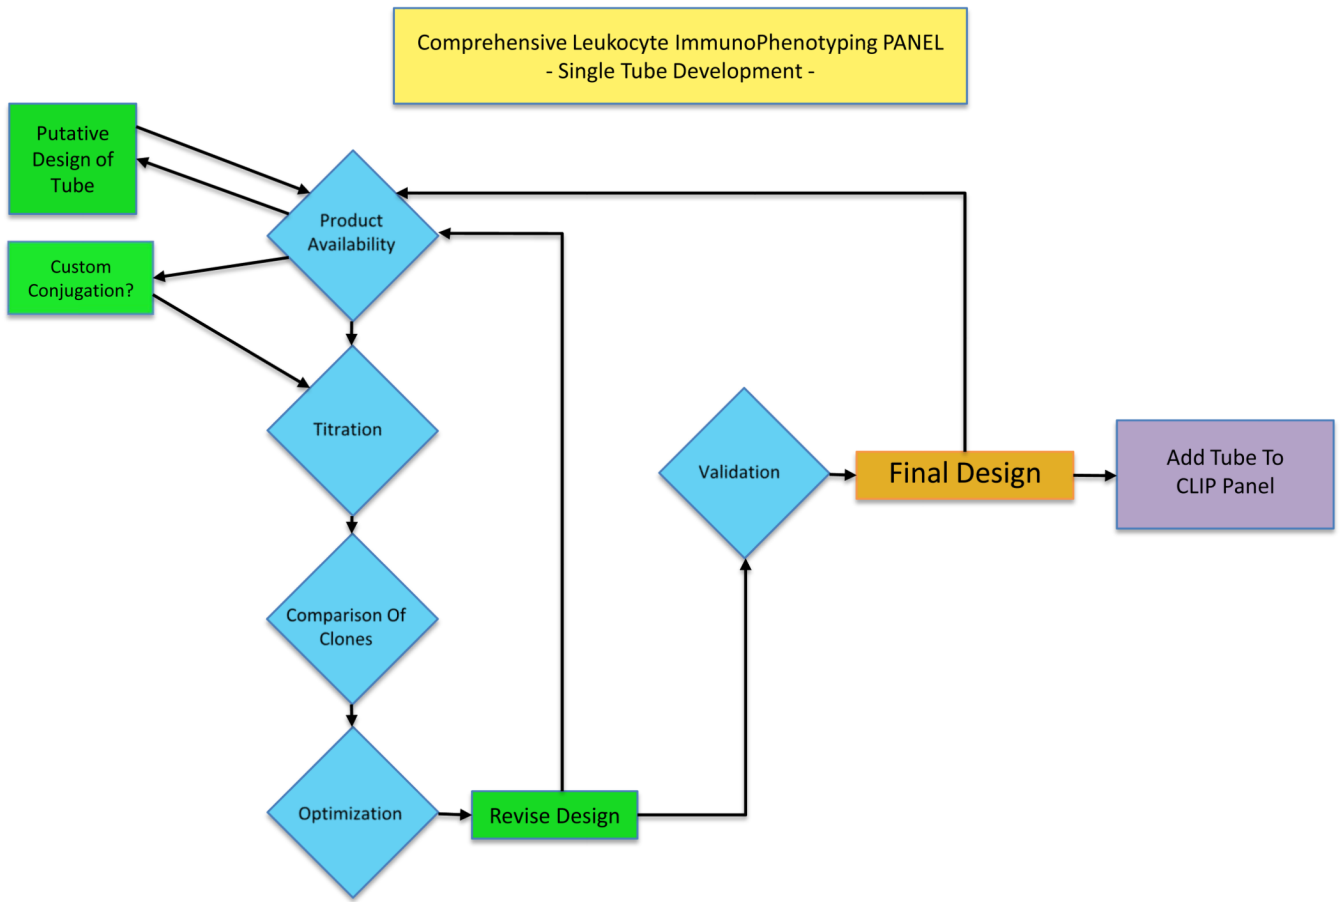 Comprehensive Leukocyte ImmunoPhenotyping PANEL
- Single Tube Development -
Putative
Design of
Tube
Product
Availability
Custom
Conjugation?
Titration
Comparison Of
Clones
Optimization
Revise Design
Validation
Final Design
Add Tube To
CLIP Panel